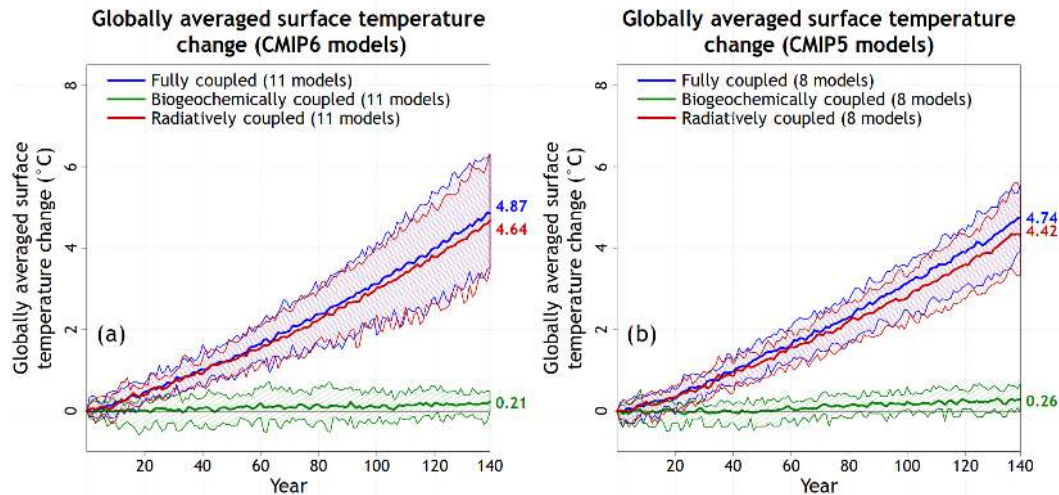 Globally averaged surface temperature
change (CMIP6 models)
8
6
4
2
0
Globally averaged surface
temperature change (°C)
Fully coupled (11 models)
Biogeochemically coupled (11 models)
Radiatively coupled (11 models)
4.87
4.64
0.21
(a)
20 40 60 80 100 120 140
Year
Globally averaged surface temperature
change (CMIP5 models)
8
6
4
2
0
Globally averaged surface
temperature change (°C)
Fully coupled (8 models)
Biogeochemically coupled (8 models)
Radiatively coupled (8 models)
4.74
4.42
0.26
(b)
20 40 60 80 100 120 140
Year